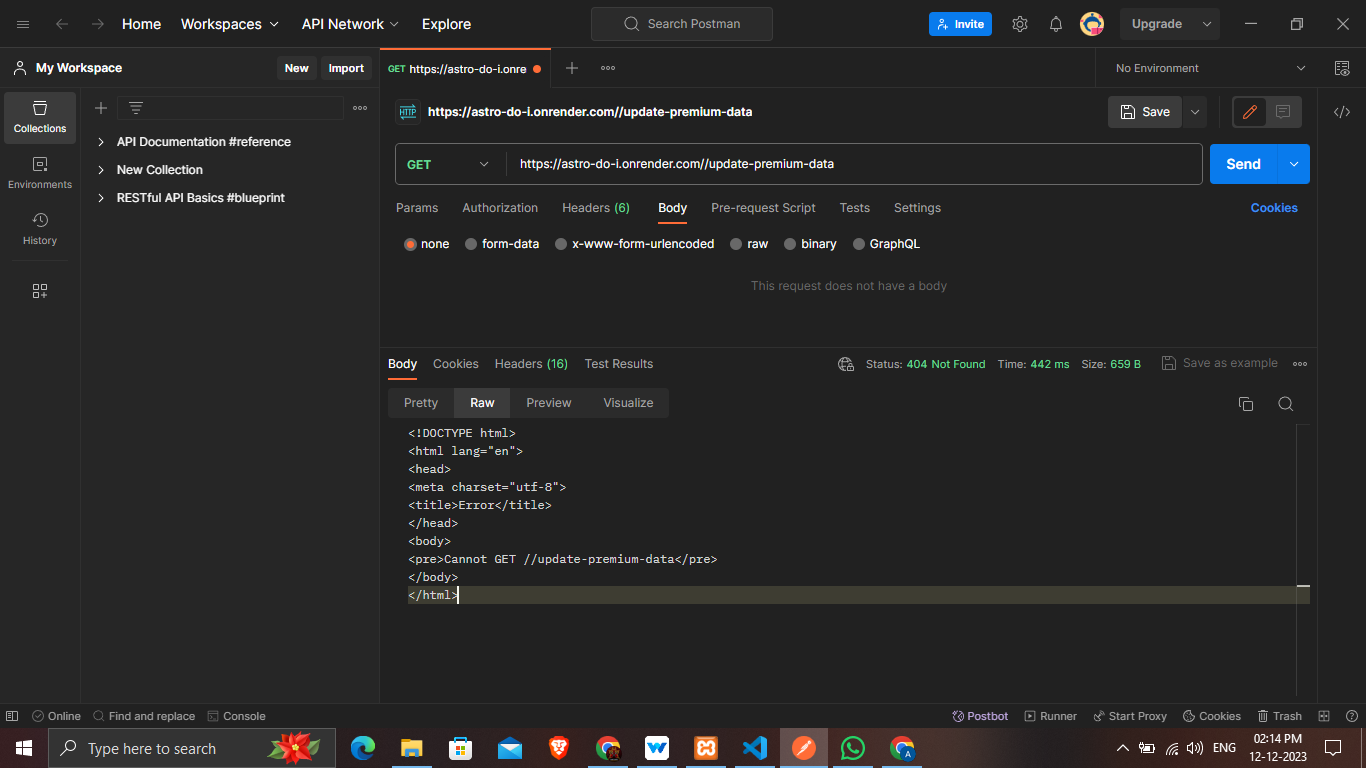 Home Workspaces API Network Explore Search Postman Invite Upgrade
My Workspace New Import GET https://astro-do-i.onre No Environment
Collections
Environments
History
API Documentation #reference
New Collection
RESTful API Basics #blueprint
HTTP https://astro-do-i.onrender.com//update-premium-data Save
GET https://astro-do-i.onrender.com//update-premium-data Send
Params Authorization Headers (6) Body Pre-request Script Tests Settings Cookies
none form-data x-www-form-urlencoded raw binary GraphQL
This request does not have a body
Body Cookies Headers (16) Test Results Status: 404 Not Found Time: 442 ms Size: 659 B Save as example
Pretty Raw Preview Visualize
<!DOCTYPE html>
<html lang="en">
<head>
<meta charset="utf-8">
<title>Error</title>
</head>
<body>
<pre>Cannot GET //update-premium-data</pre>
</body>
</html>
Online Find and replace Console Postbot Runner Start Proxy Cookies Trash
Type here to search ENG 02:14 PM
12-12-2023